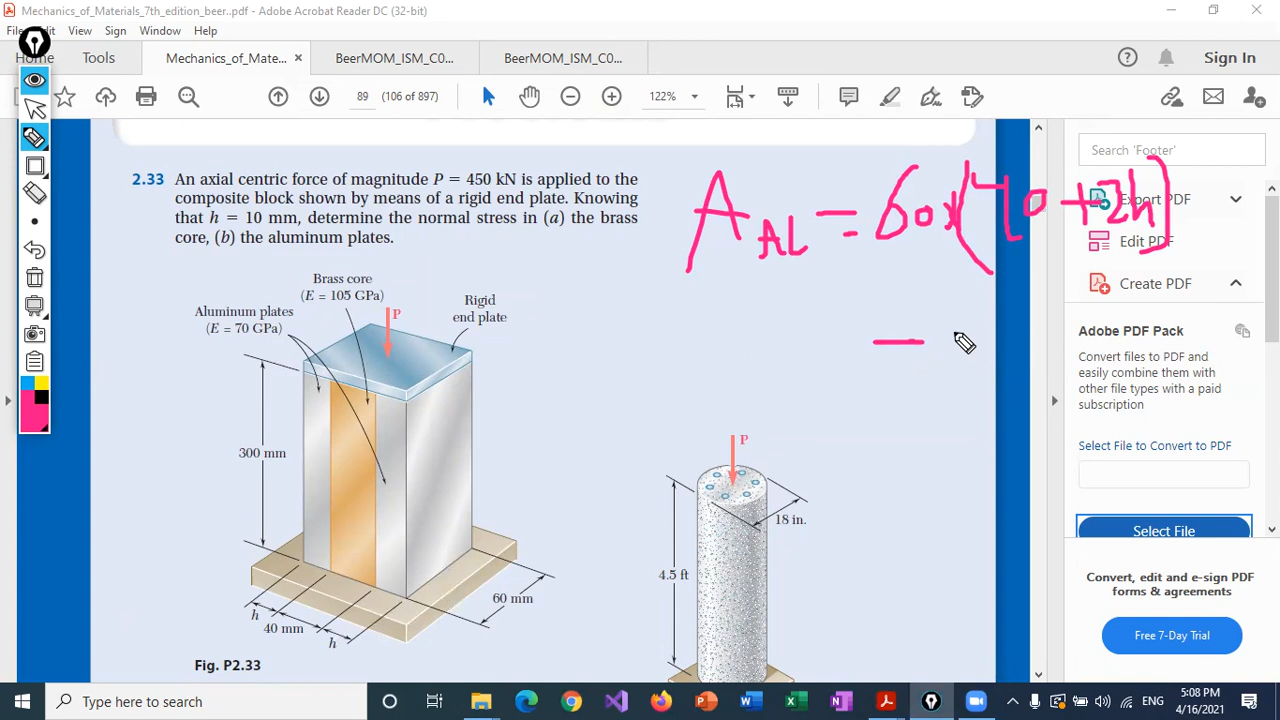 Mechanics_of_Materials_7th_edition_beer..pdf - Adobe Acrobat Reader DC (32-bit)
File Edit View Sign Window Help
Home Tools Mechanics_of_Mate... × BeerMOM_ISM_C0... BeerMOM_ISM_C0... Sign In
89 (106 of 897) 122%
2.33 An axial centric force of magnitude P = 450 kN is applied to the
composite block shown by means of a rigid end plate. Knowing
that h = 10 mm, determine the normal stress in (a) the brass
core, (b) the aluminum plates.
A AL = 60x(40+2h)
Brass core
(E = 105 GPa)
Aluminum plates
(E = 70 GPa)
P
Rigid
end plate
300 mm
h
40 mm
h
60 mm
Fig. P2.33
P
18 in.
4.5 ft
Search 'Footer'
Export PDF
Edit PDF
Create PDF
Adobe PDF Pack
Convert files to PDF and
easily combine them with
other file types with a paid
subscription
Select File to Convert to PDF
Select File
Convert, edit and e-sign PDF
forms & agreements
Free 7-Day Trial
Type here to search
ENG
5:08 PM
4/16/2021